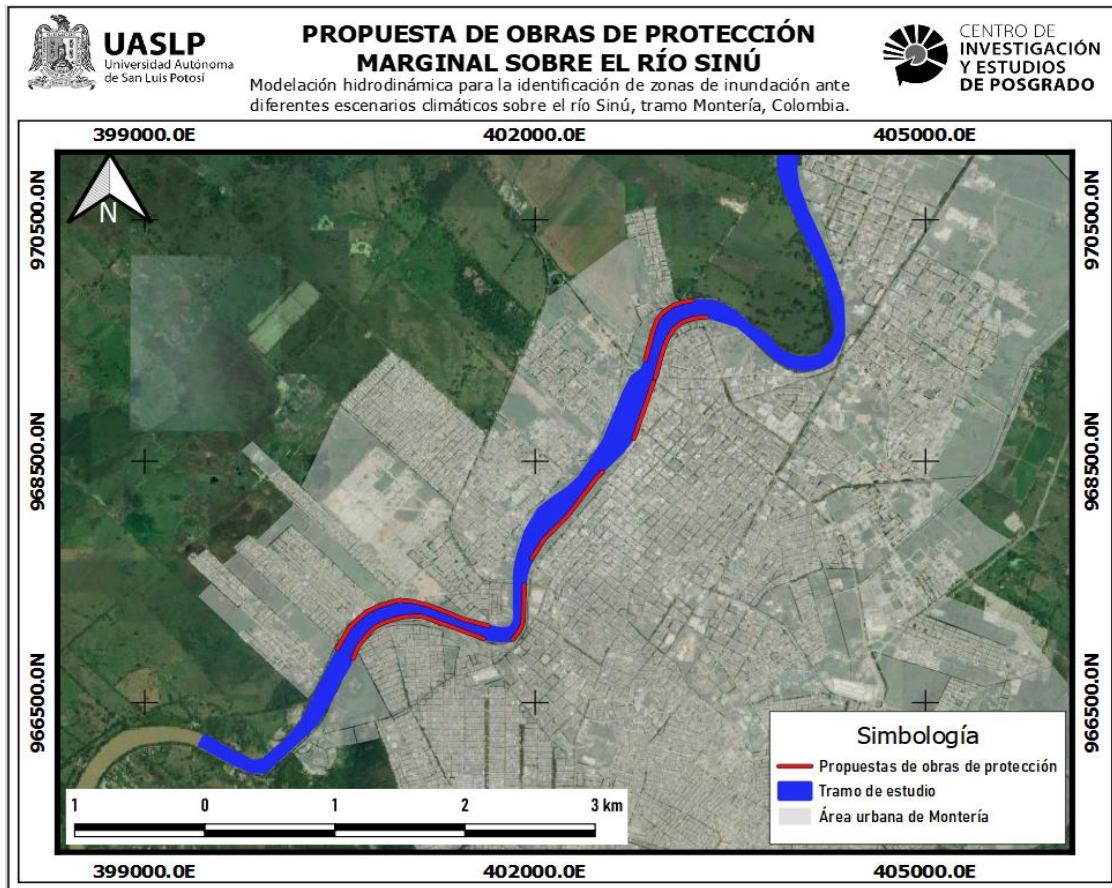 UASLP
Universidad Autónoma
de San Luis Potosí
PROPUESTA DE OBRAS DE PROTECCIÓN
MARGINAL SOBRE EL RÍO SINÚ
Modelación hidrodinámica para la identificación de zonas de inundación ante
diferentes escenarios climáticos sobre el río Sinú, tramo Montería, Colombia.
CENTRO DE
INVESTIGACIÓN
Y ESTUDIOS
DE POSGRADO
399000.0E 402000.0E 405000.0E
N
970500.0N 970500.0N
968500.0N 968500.0N
966500.0N 966500.0N
Simbología
Propuestas de obras de protección
Tramo de estudio
Área urbana de Montería
1 0 1 2 3 km
399000.0E 402000.0E 405000.0E